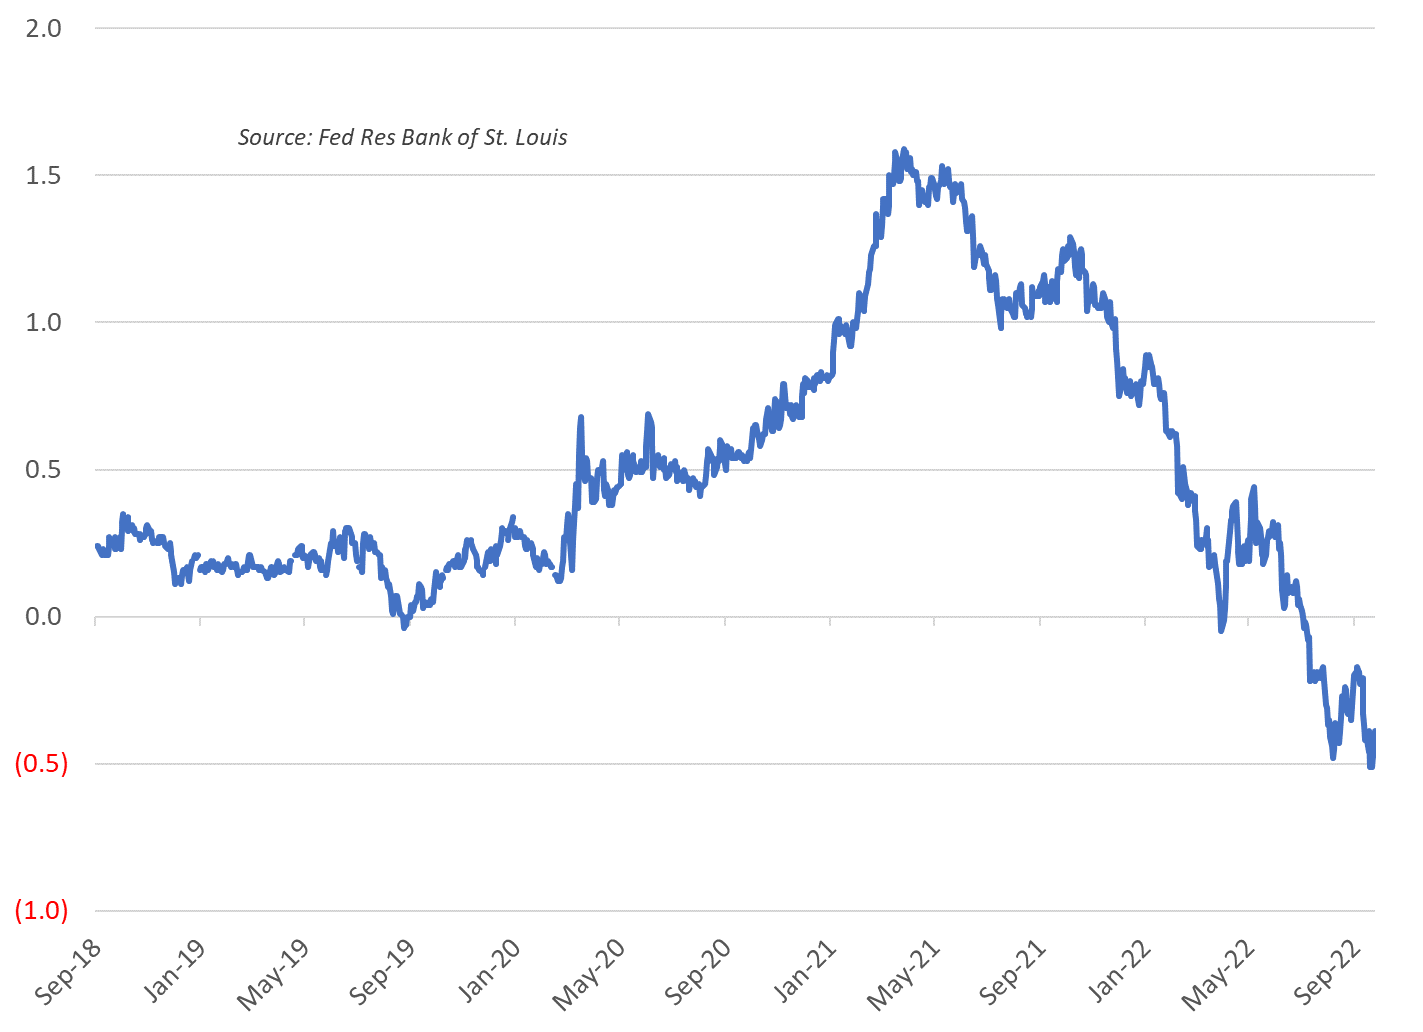 2.0
Source: Fed Res Bank of St. Louis
1.5
1.0
0.5
0.0
(0.5)
(1.0)
Sep-18
Jan-19
May-19
Sep-19
Jan-20
May-20
Sep-20
Jan-21
May-21
Sep-21
Jan-22
May-22
Sep-22